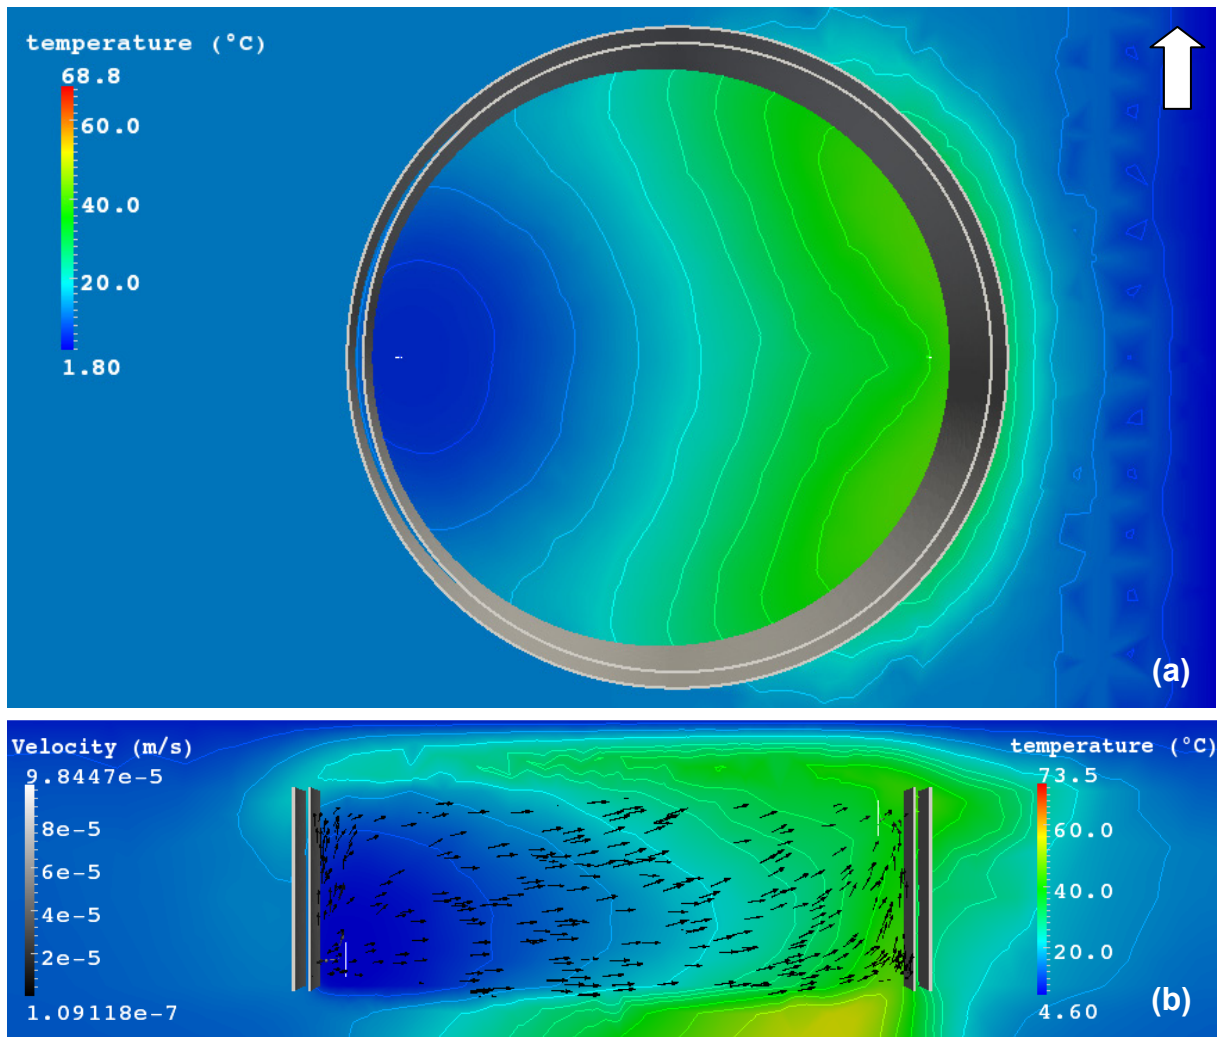 temperature (°C)
68.8
60.0
40.0
20.0
1.80
(a)
Velocity (m/s)
9.8447e-5
8e-5
6e-5
4e-5
2e-5
1.09118e-7
temperature (°C)
73.5
60.0
40.0
20.0
4.60
(b)